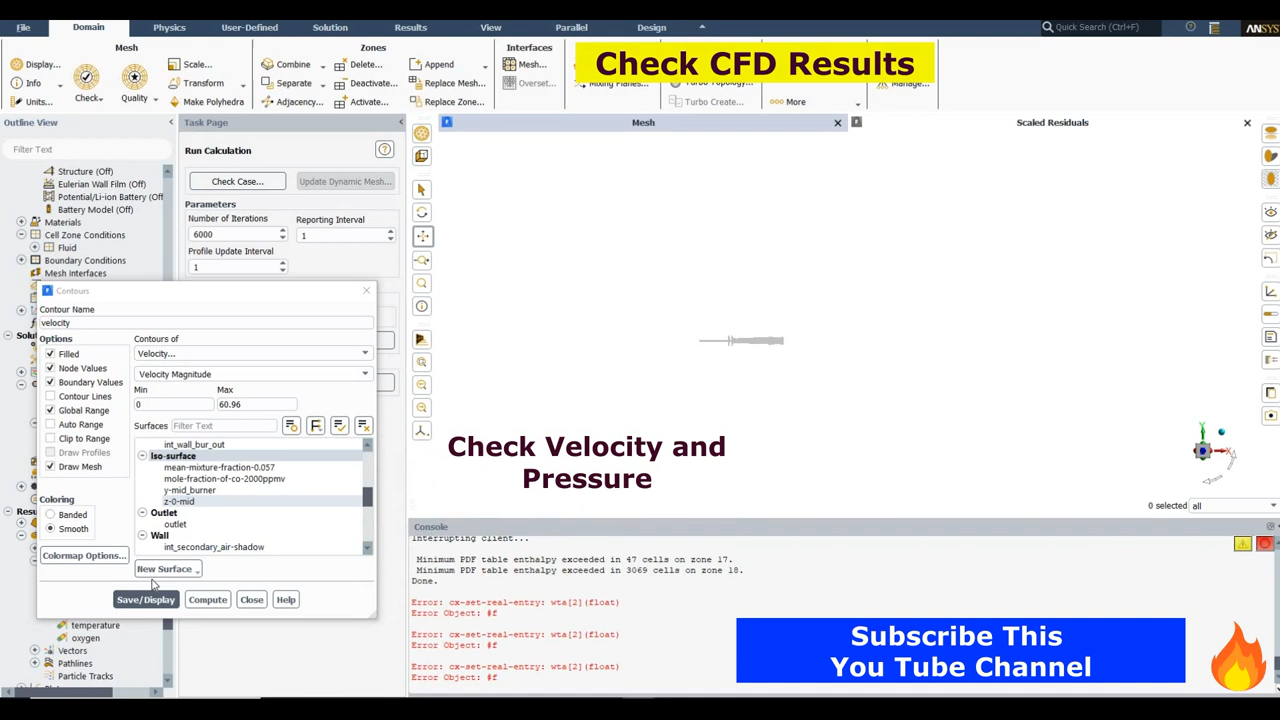 File
Domain
Physics
User-Defined
Solution
Results
View
Parallel
Design
Quick Search (Ctrl+F)
ANSYS
Mesh
Zones
Interfaces
Check CFD Results
Display...
Info
Units...
Check
Quality
Scale...
Transform
Make Polyhedra
Combine
Separate
Adjacency...
Delete...
Deactivate...
Activate...
Append
Replace Mesh...
Replace Zone...
Mesh...
Overset...
Mixing Planes...
Turbo Topology...
Turbo Create...
Manage...
More
Outline View
Filter Text
Structure (Off)
Eulerian Wall Film (Off)
Potential/Li-ion Battery (Off)
Battery Model (Off)
Materials
Cell Zone Conditions
Fluid
Boundary Conditions
Mesh Interfaces
Task Page
Run Calculation
Check Case...
Update Dynamic Mesh...
Parameters
Number of Iterations
6000
Reporting Interval
1
Profile Update Interval
1
Mesh
Scaled Residuals
Contours
Contour Name
velocity
Options
Filled
Node Values
Boundary Values
Contour Lines
Global Range
Auto Range
Clip to Range
Draw Profiles
Draw Mesh
Coloring
Banded
Smooth
Colormap Options...
Contours of
Velocity...
Velocity Magnitude
Min
Max
0
60.96
Surfaces
Filter Text
int_wall_bur_out
Iso-surface
mean-mixture-fraction-0.057
mole-fraction-of-co-2000ppmv
y-mid_burner
z-0-mid
Outlet
outlet
Wall
int_secondary_air-shadow
New Surface
Save/Display
Compute
Close
Help
temperature
oxygen
Vectors
Pathlines
Particle Tracks
Check Velocity and
Pressure
0 selected
all
Console
Interrupting client...
Minimum PDF table enthalpy exceeded in 47 cells on zone 17.
Minimum PDF table enthalpy exceeded in 3069 cells on zone 18.
Done.
Error: cx-set-real-entry: wta[2](float)
Error Object: #f
Error: cx-set-real-entry: wta[2](float)
Error Object: #f
Error: cx-set-real-entry: wta[2](float)
Error Object: #f
Subscribe This
You Tube Channel